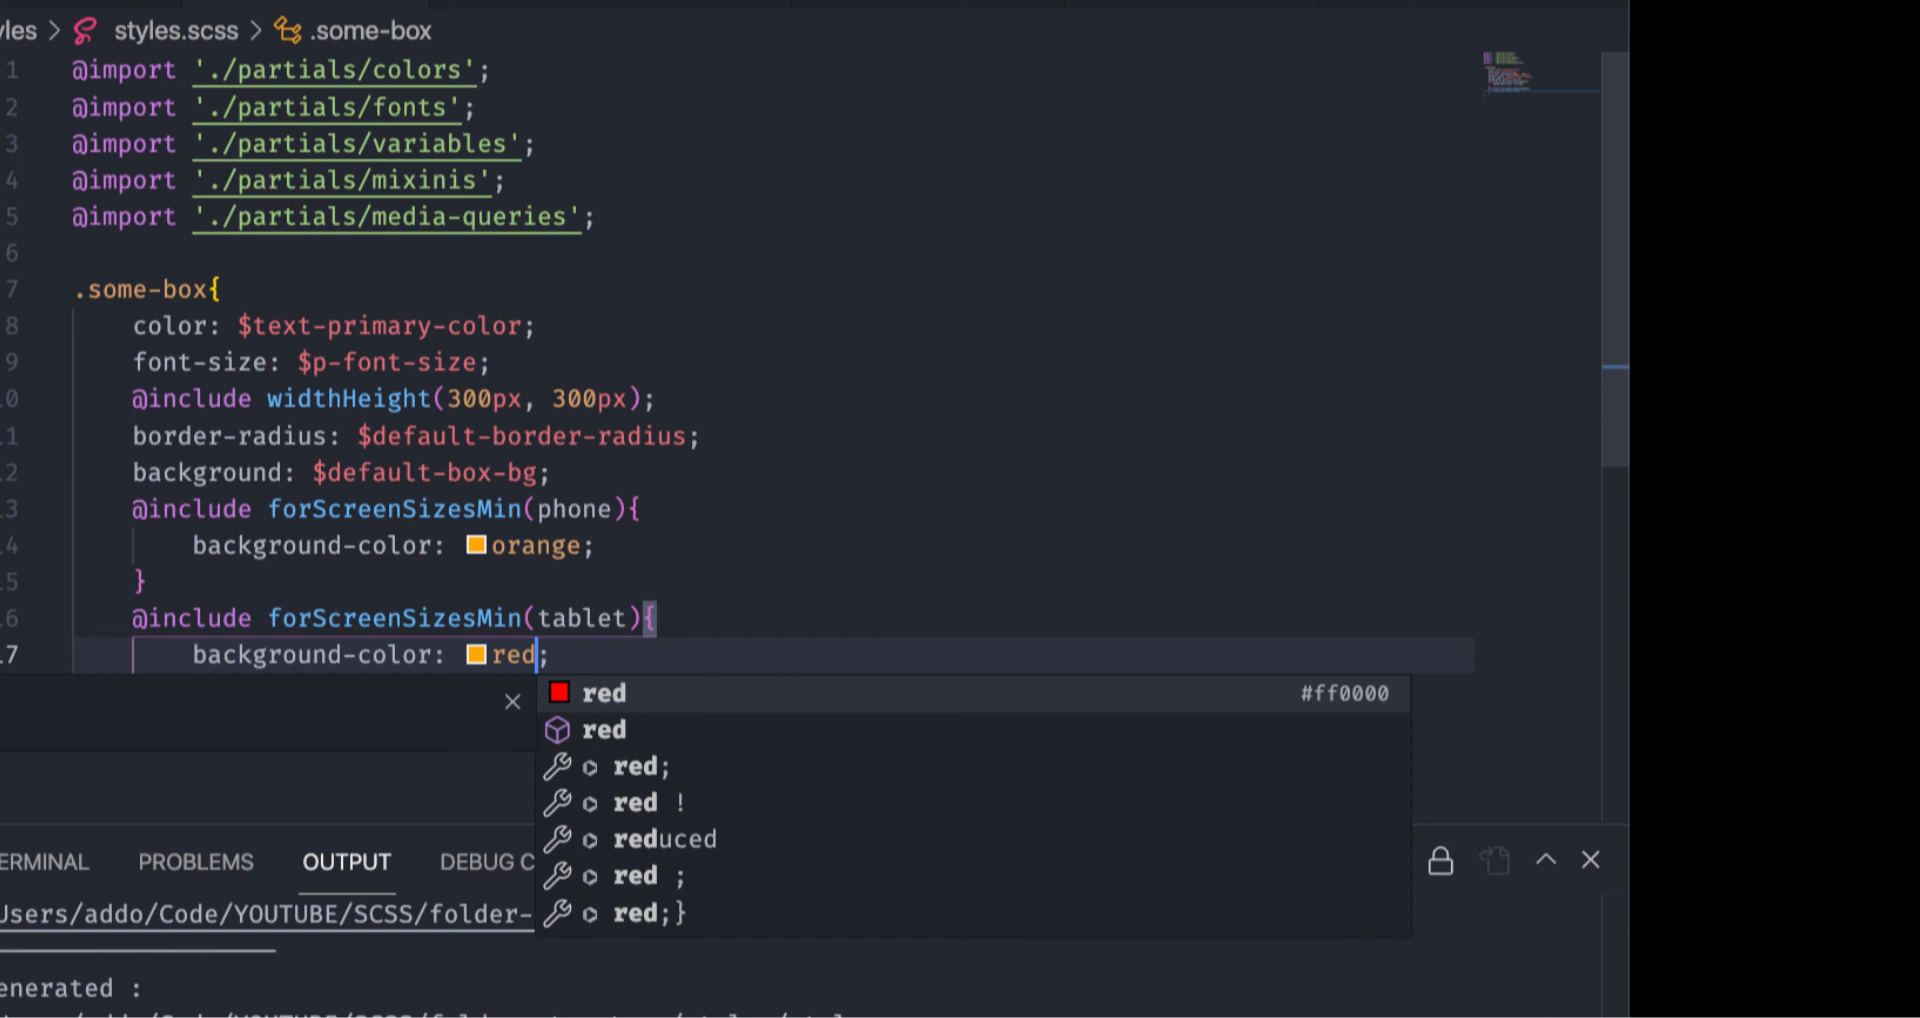 les > styles.scss > .some-box
1 @import './partials/colors';
2 @import './partials/fonts';
3 @import './partials/variables';
4 @import './partials/mixinis';
5 @import './partials/media-queries';
6
7 .some-box{
8 color: $text-primary-color;
9 font-size: $p-font-size;
0 @include widthHeight(300px, 300px);
1 border-radius: $default-border-radius;
2 background: $default-box-bg;
3 @include forScreenSizesMin(phone){
4 background-color: orange;
5 }
6 @include forScreenSizesMin(tablet){
7 background-color: red;
red #ff0000
red
red;
red !
reduced
red ;
red;}
ERMINAL PROBLEMS OUTPUT DEBUG C
Users/addo/Code/YOUTUBE/SCSS/folder-
enerated :